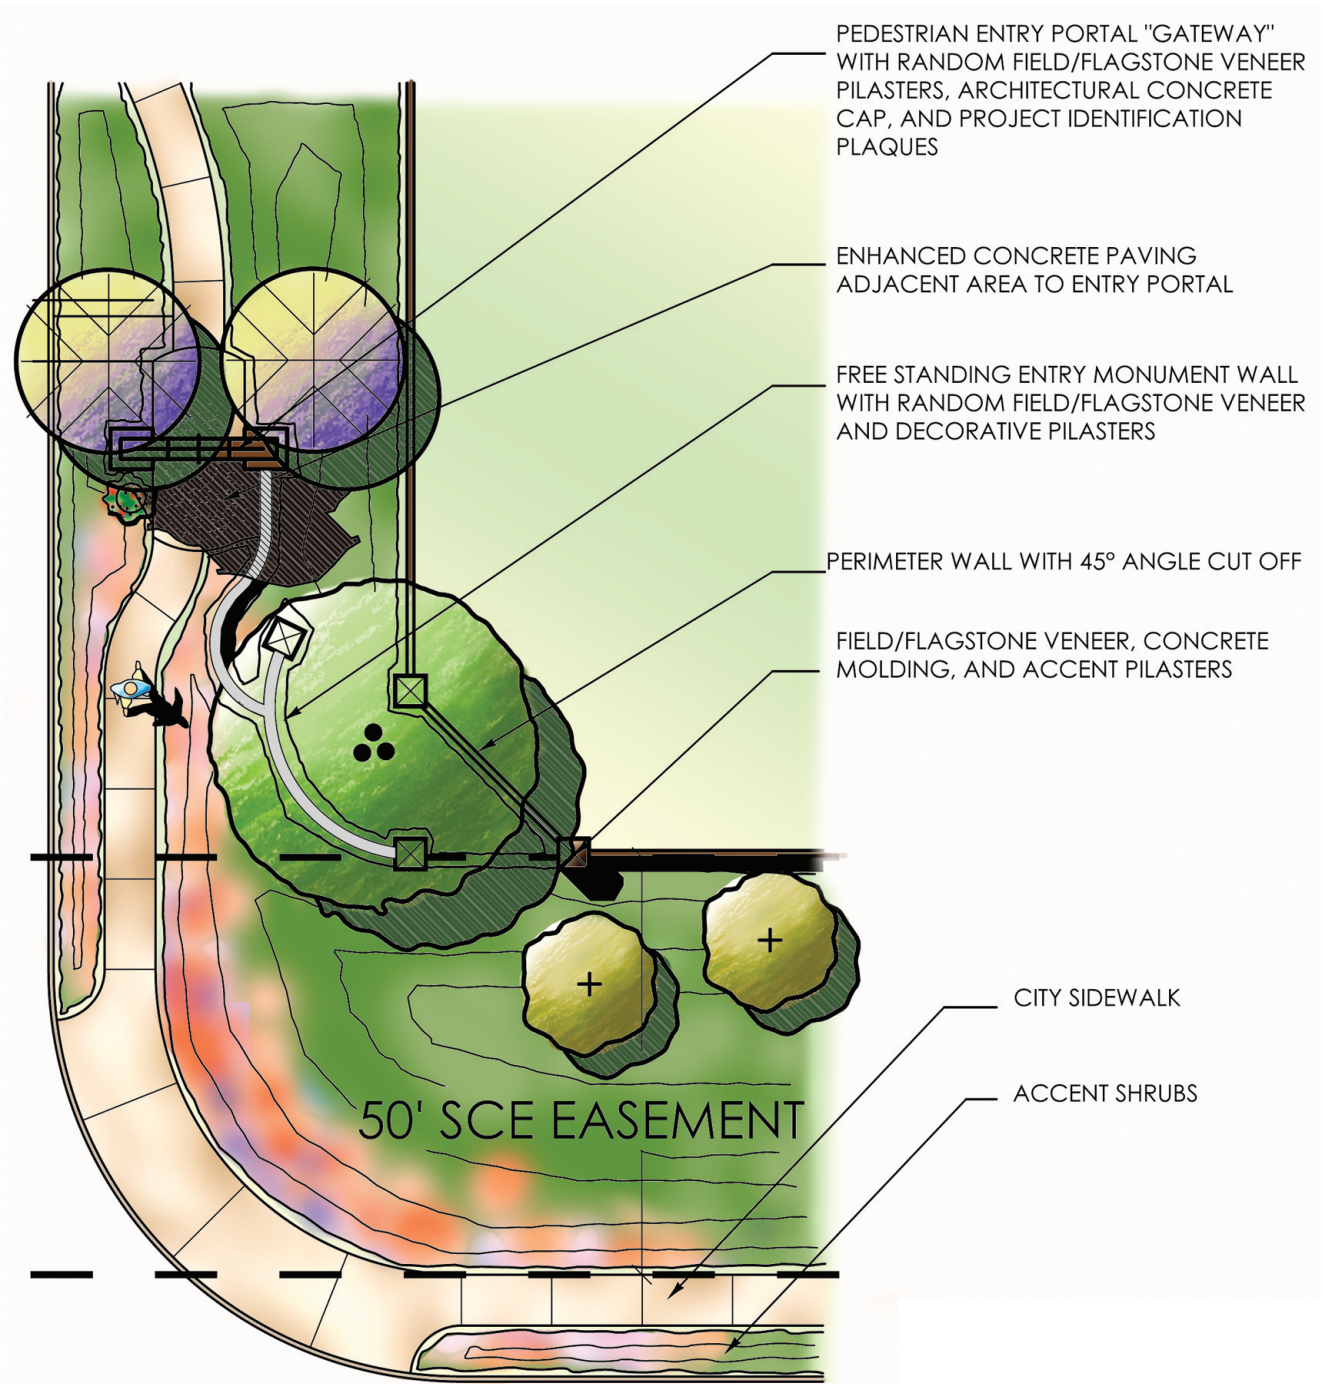 PEDESTRIAN ENTRY PORTAL "GATEWAY"
WITH RANDOM FIELD/FLAGSTONE VENEER
PILASTERS, ARCHITECTURAL CONCRETE
CAP, AND PROJECT IDENTIFICATION
PLAQUES
ENHANCED CONCRETE PAVING
ADJACENT AREA TO ENTRY PORTAL
FREE STANDING ENTRY MONUMENT WALL
WITH RANDOM FIELD/FLAGSTONE VENEER
AND DECORATIVE PILASTERS
PERIMETER WALL WITH 45° ANGLE CUT OFF
FIELD/FLAGSTONE VENEER, CONCRETE
MOLDING, AND ACCENT PILASTERS
CITY SIDEWALK
ACCENT SHRUBS
50' SCE EASEMENT